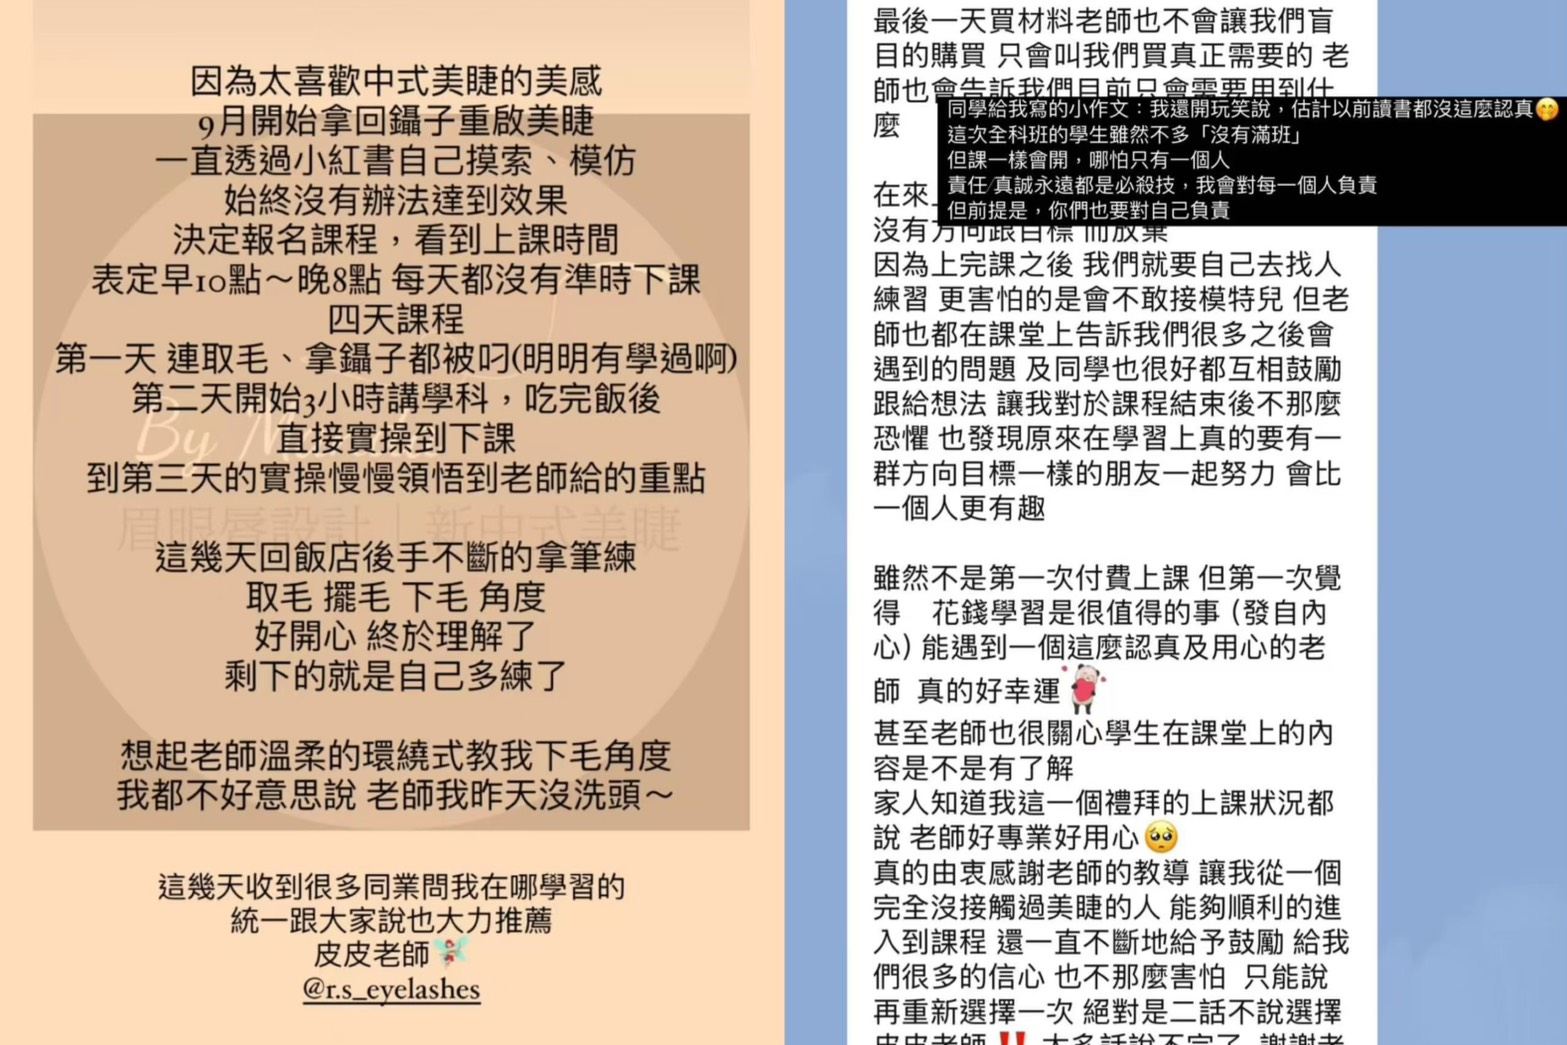 因為太喜歡中式美睫的美感
9月開始拿回鑷子重啟美睫
一直透過小紅書自己摸索、模仿
始終沒有辦法達到效果
決定報名課程，看到上課時間
表定早10點～晚8點 每天都沒有準時下課
四天課程
第一天 連取毛、拿鑷子都被叼(明明有學過啊)
第二天開始3小時講學科，吃完飯後
直接實操到下課
到第三天的實操慢慢領悟到老師給的重點
By
眉眼唇設計｜新中式美睫
這幾天回飯店後手不斷的拿筆練
取毛 擺毛 下毛 角度
好開心 終於理解了
剩下的就是自己多練了
想起老師溫柔的環繞式教我下毛角度
我都不好意思說 老師我昨天沒洗頭～
這幾天收到很多同業問我在哪學習的
統一跟大家說也大力推薦
皮皮老師🧚
@r.s_eyelashes
最後一天買材料老師也不會讓我們盲
目的購買 只會叫我們買真正需要的 老
師也會告訴我們目前只會需要用到什
麼
同學給我寫的小作文：我還開玩笑說，估計以前讀書都沒這麼認真🤭
這次全科班的學生雖然不多「沒有滿班」
但課一樣會開，哪怕只有一個人
責任/真誠永遠都是必殺技，我會對每一個人負責
但前提是，你們也要對自己負責
在來
沒有方向跟目標 而放棄
因為上完課之後 我們就要自己去找人
練習 更害怕的是會不敢接模特兒 但老
師也都在課堂上告訴我們很多之後會
遇到的問題 及同學也很好都互相鼓勵
跟給想法 讓我對於課程結束後不那麼
恐懼 也發現原來在學習上真的要有一
群方向目標一樣的朋友一起努力 會比
一個人更有趣
雖然不是第一次付費上課 但第一次覺
得 花錢學習是很值得的事（發自內
心）能遇到一個這麼認真及用心的老
師 真的好幸運
甚至老師也很關心學生在課堂上的內
容是不是有了解
家人知道我這一個禮拜的上課狀況都
說 老師好專業好用心🥺
真的由衷感謝老師的教導 讓我從一個
完全沒接觸過美睫的人 能夠順利的進
入到課程 還一直不斷地給予鼓勵 給我
們很多的信心 也不那麼害怕 只能說
再重新選擇一次 絕對是二話不說選擇
皮皮老師‼️ 太多話說不完了 謝謝老